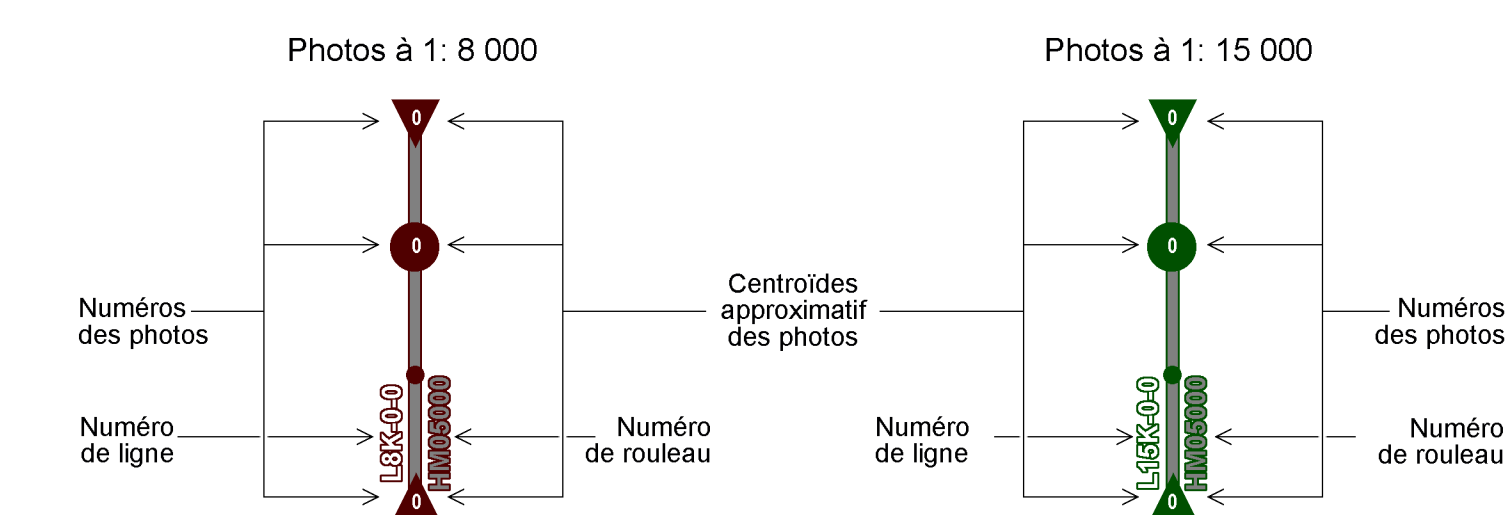 Photos à 1: 8 000
Photos à 1: 15 000
0
0
0
0
Centroïdes
approximatif
des photos
Numéros
des photos
Numéros
des photos
L8K-0-0
HM05000
L15K-0-0
HM05000
Numéro
de ligne
Numéro
de rouleau
Numéro
de ligne
Numéro
de rouleau
0
0